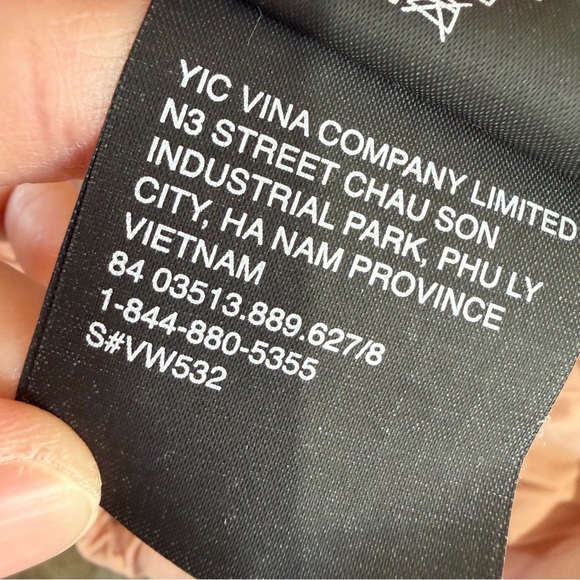 YIC VINA COMPANY LIMITED
N3 STREET CHAU SON
INDUSTRIAL PARK, PHU LY
CITY, HA NAM PROVINCE
VIETNAM
84 03513.889.627/8
1-844-880-5355
S#VW532